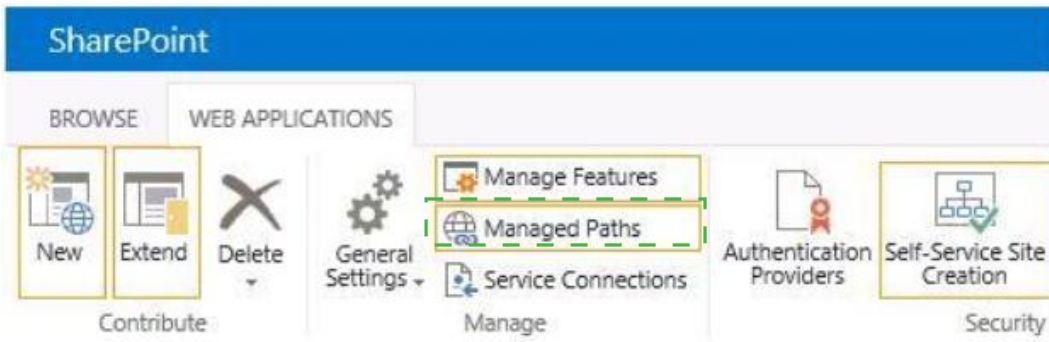 SharePoint
BROWSE WEB APPLICATIONS
New
Extend
Delete
General
Settings
Manage Features
Managed Paths
Service Connections
Authentication
Providers
Self-Service Site
Creation
Contribute
Manage
Security